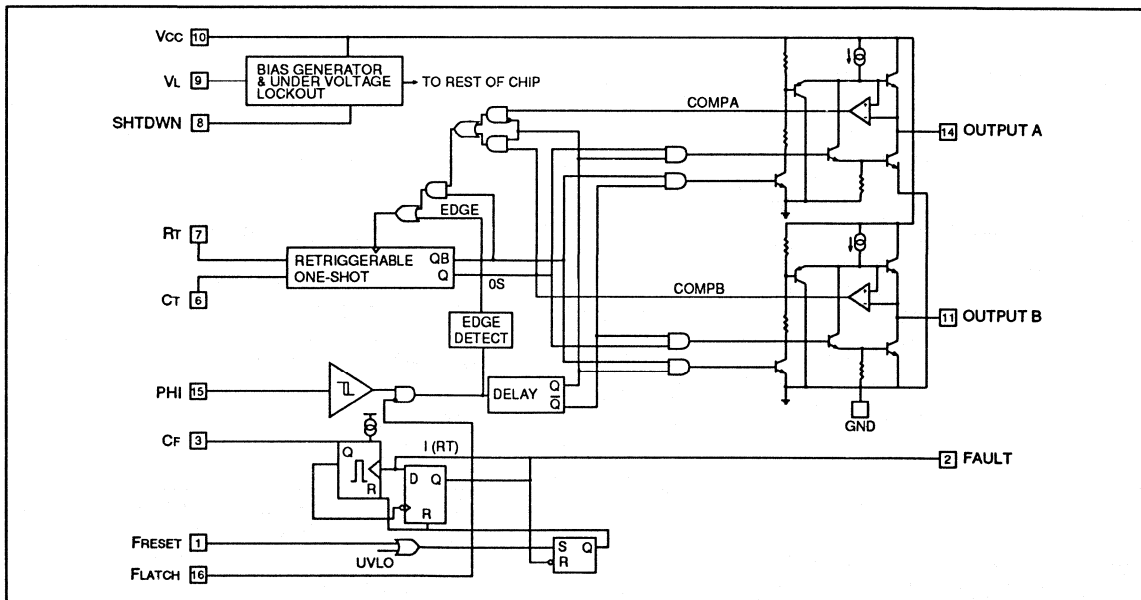 Vcc 10
VL 9
BIAS GENERATOR
& UNDER VOLTAGE
LOCKOUT
TO REST OF CHIP
SHTDWN 8
COMPA
+
-
14 OUTPUT A
EDGE
RT
7
RETRIGGERABLE
ONE-SHOT
QB
Q
0S
CT
6
COMPB
+
-
11 OUTPUT B
EDGE
DETECT
PHI 15
DELAY
Q
Q̅
GND
CF 3
I (RT)
2 FAULT
Q
R
D Q
R
FRESET 1
UVLO
S Q
R
FLATCH 16